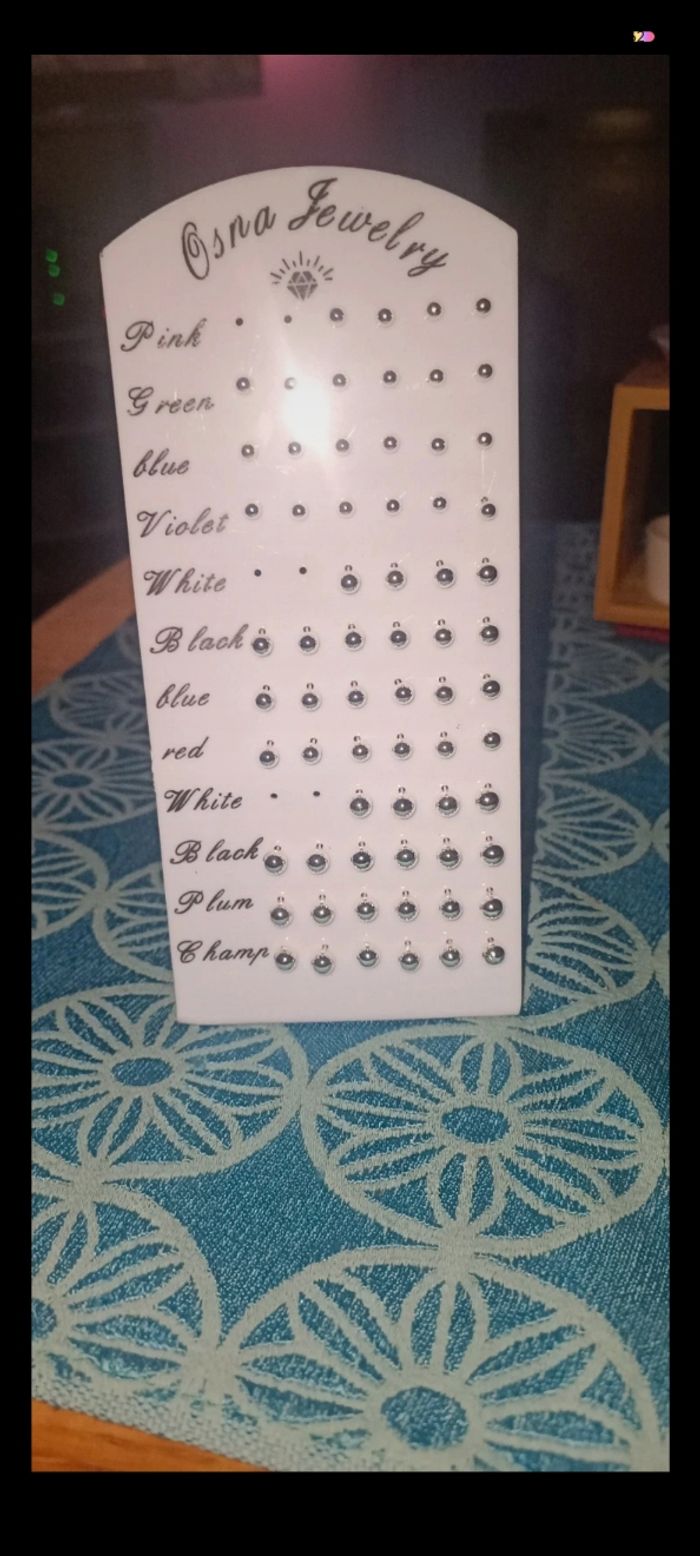 Osna Jewelry
Pink
Green
blue
Violet
White
Black
blue
red
White
Black
Plum
Champ